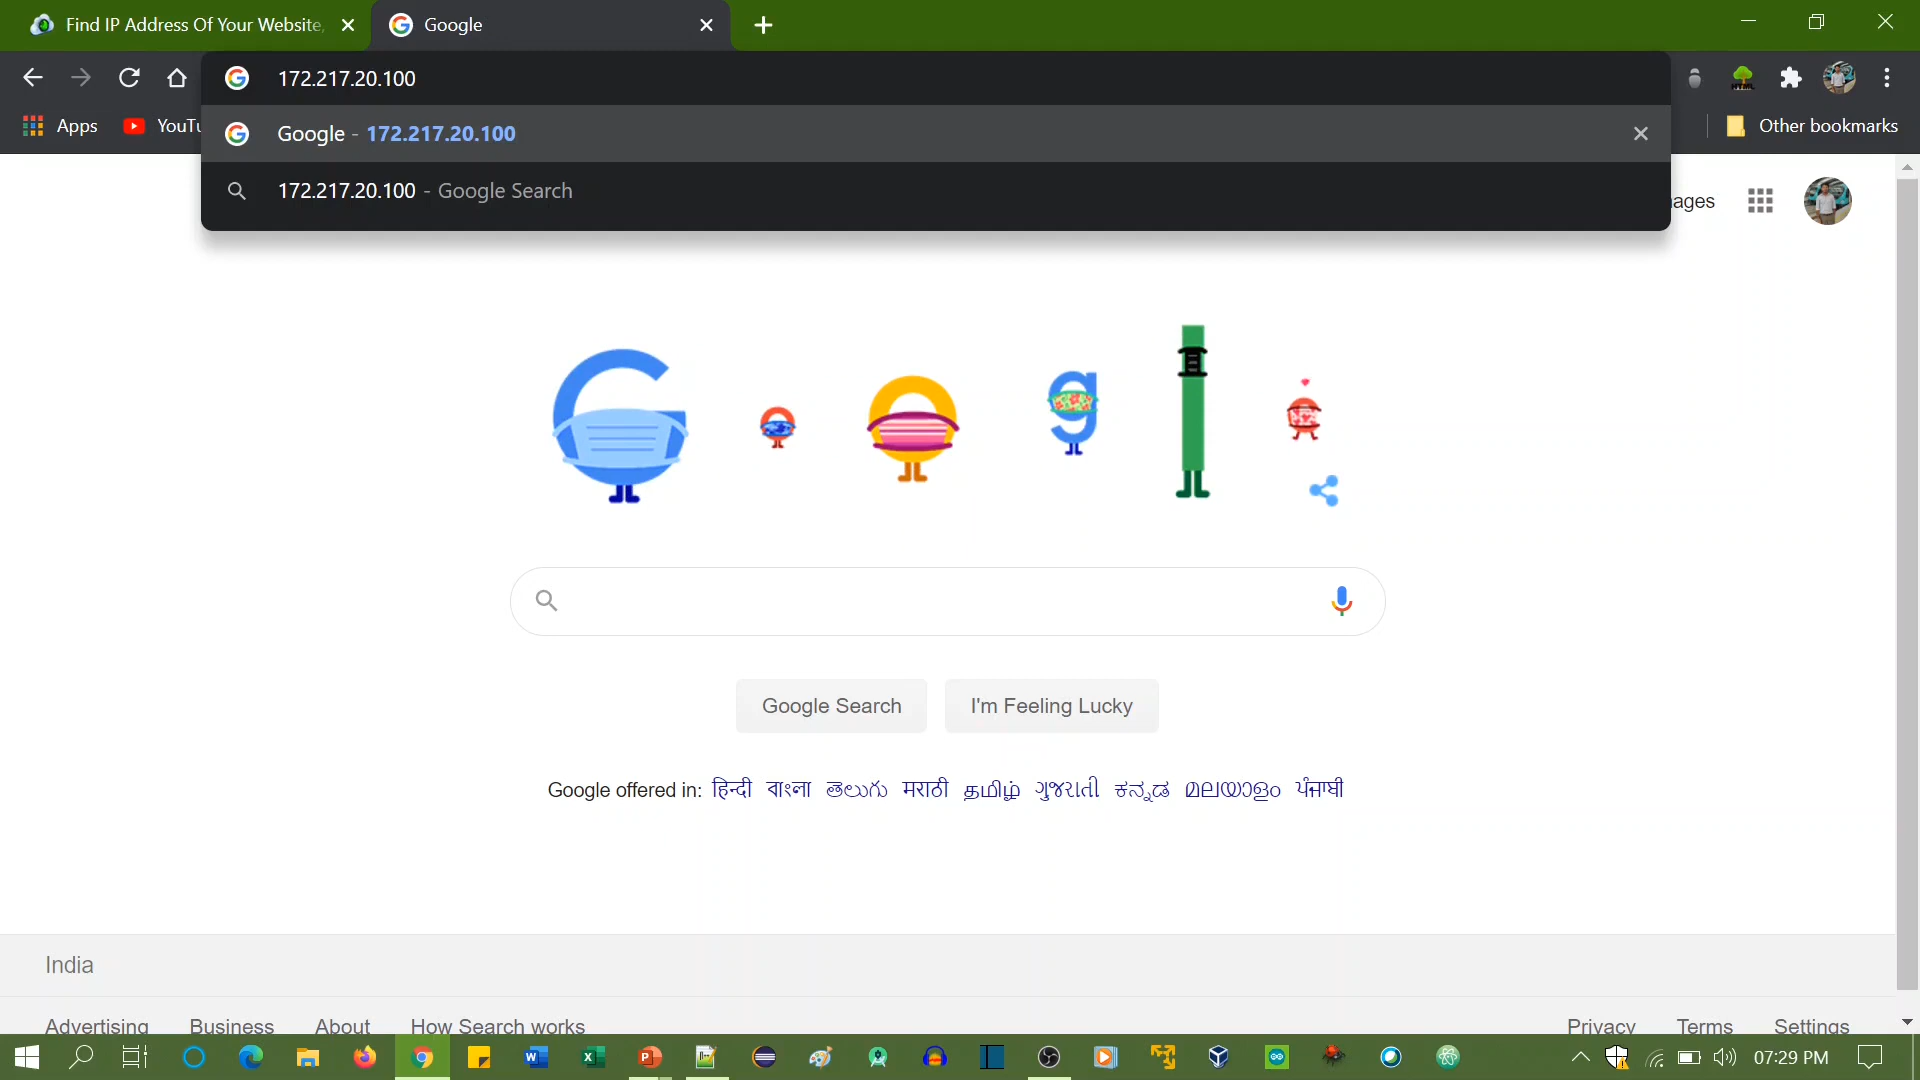 Find IP Address Of Your Website,
Google
172.217.20.100
Apps
YouTu
Google - 172.217.20.100
Other bookmarks
172.217.20.100 - Google Search
ages
Google Search
I'm Feeling Lucky
Google offered in: हिन्दी বাংলা తెలుగు मराठी தமிழ் ગુજરાતી ಕನ್ನಡ മലയാളം ਪੰਜਾਬੀ
India
Advertising Business About How Search works
Privacy Terms Settings
07:29 PM